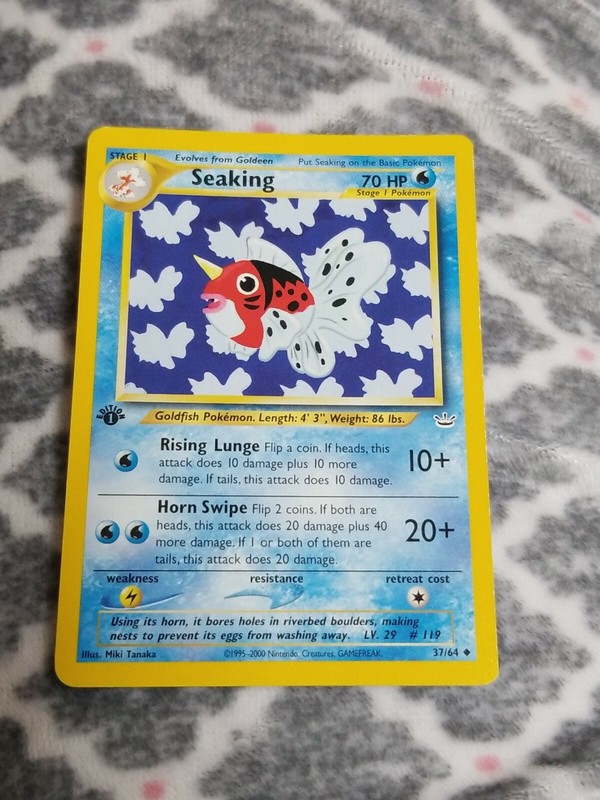 STAGE 1 Evolves from Goldeen Put Seaking on the Basic Pokémon
Seaking 70 HP
Stage 1 Pokémon
EDITION
1
Goldfish Pokémon. Length: 4' 3", Weight: 86 lbs.
Rising Lunge Flip a coin. If heads, this
attack does 10 damage plus 10 more
damage. If tails, this attack does 10 damage.
10+
Horn Swipe Flip 2 coins. If both are
heads, this attack does 20 damage plus 40
more damage. If 1 or both of them are
tails, this attack does 20 damage.
20+
weakness resistance retreat cost
Using its horn, it bores holes in riverbed boulders, making
nests to prevent its eggs from washing away. LV. 29 # 119
Illus. Miki Tanaka ©1995-2000 Nintendo, Creatures, GAMEFREAK. 37/64